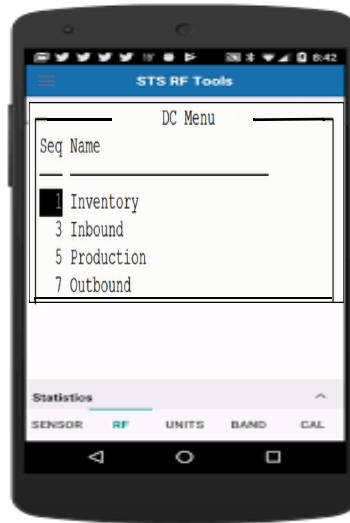 6:42
STS RF Tools
DC Menu
Seq Name
1 Inventory
3 Inbound
5 Production
7 Outbound
Statistics
SENSOR RF UNITS BAND CAL